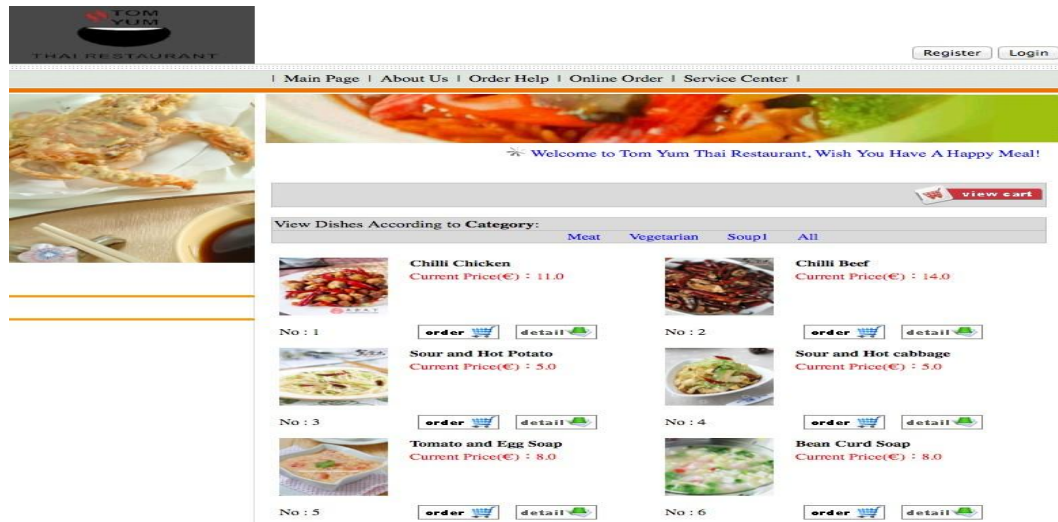 TOM
YUM
THAI RESTAURANT
Register Login
| Main Page | About Us | Order Help | Online Order | Service Center |
Welcome to Tom Yum Thai Restaurant, Wish You Have A Happy Meal!
view cart
View Dishes According to Category:
Meat Vegetarian Soup1 All
Chilli Chicken
Current Price(€) : 11.0
No : 1 order detail
Chilli Beef
Current Price(€) : 14.0
No : 2 order detail
Sour and Hot Potato
Current Price(€) : 5.0
No : 3 order detail
Sour and Hot cabbage
Current Price(€) : 5.0
No : 4 order detail
Tomato and Egg Soap
Current Price(€) : 8.0
No : 5 order detail
Bean Curd Soap
Current Price(€) : 8.0
No : 6 order detail